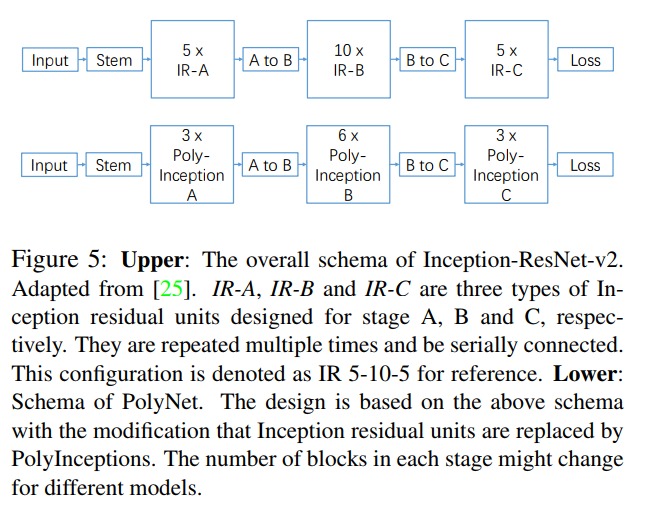 Input
Stem
5 x
IR-A
A to B
10 x
IR-B
B to C
5 x
IR-C
Loss
Input
Stem
3 x
Poly-
Inception
A
A to B
6 x
Poly-
Inception
B
B to C
3 x
Poly-
Inception
C
Loss
Figure 5: Upper: The overall schema of Inception-ResNet-v2.
Adapted from [25]. IR-A, IR-B and IR-C are three types of In-
ception residual units designed for stage A, B and C, respec-
tively. They are repeated multiple times and be serially connected.
This configuration is denoted as IR 5-10-5 for reference. Lower:
Schema of PolyNet. The design is based on the above schema
with the modification that Inception residual units are replaced by
PolyInceptions. The number of blocks in each stage might change
for different models.